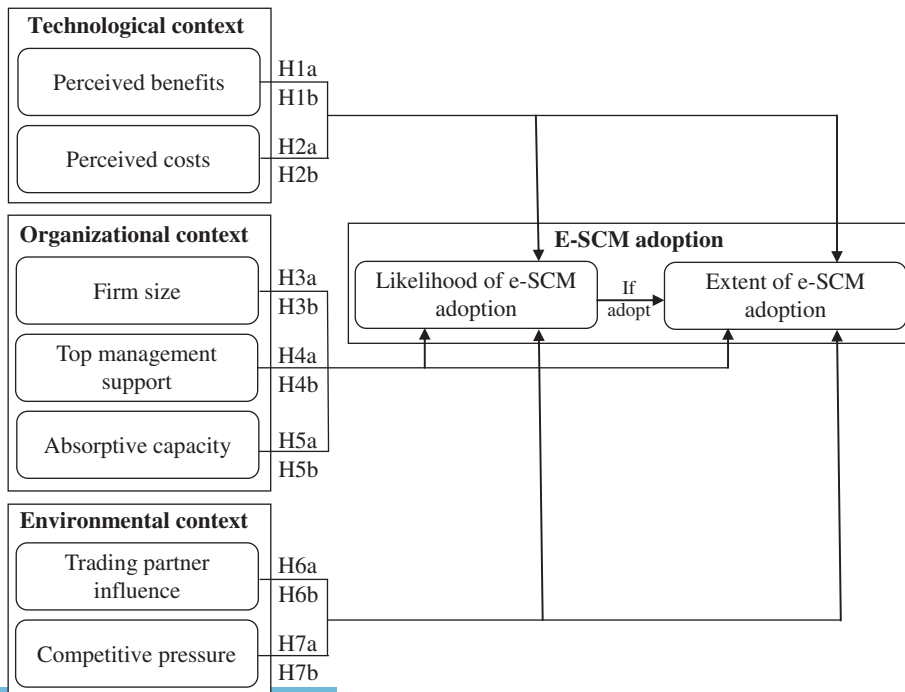 Technological context
Perceived benefits
H1a
H1b
Perceived costs
H2a
H2b
Organizational context
Firm size
H3a
H3b
Top management
support
H4a
H4b
Absorptive capacity
H5a
H5b
E-SCM adoption
Likelihood of e-SCM
adoption
If
adopt
Extent of e-SCM
adoption
Environmental context
Trading partner
influence
H6a
H6b
Competitive pressure
H7a
H7b